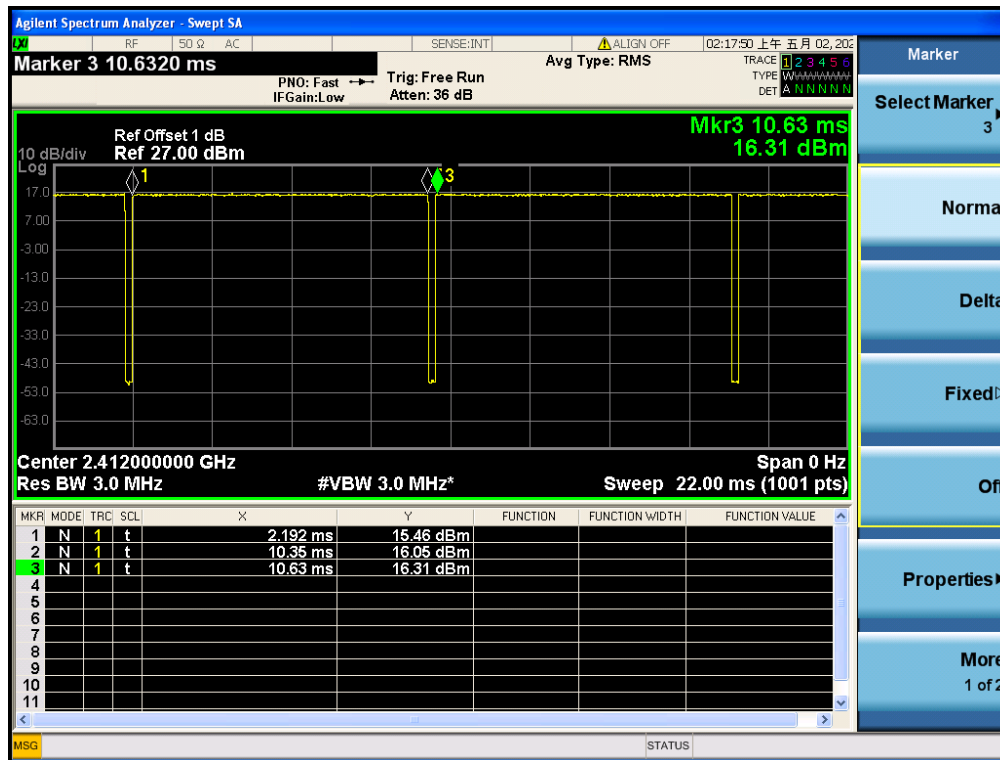 Agilent Spectrum Analyzer - Swept SA
LXI RF 50 Ω AC SENSE:INT ALIGN OFF 02:17:50 上午 五月 02, 202
Marker 3 10.6320 ms
PNO: Fast Trig: Free Run Avg Type: RMS TRACE 1 2 3 4 5 6
IFGain:Low Atten: 36 dB TYPE WWWWWW
DET A N N N N N
Mkr3 10.63 ms
16.31 dBm
Ref Offset 1 dB
10 dB/div Ref 27.00 dBm
Log
1
3
17.0
7.00
-3.00
-13.0
-23.0
-33.0
-43.0
-53.0
-63.0
Center 2.412000000 GHz Span 0 Hz
Res BW 3.0 MHz #VBW 3.0 MHz* Sweep 22.00 ms (1001 pts)
MKR MODE TRC SCL X Y FUNCTION FUNCTION WIDTH FUNCTION VALUE
1 N 1 t 2.192 ms 15.46 dBm
2 N 1 t 10.35 ms 16.05 dBm
3 N 1 t 10.63 ms 16.31 dBm
4
5
6
7
8
9
10
11
MSG STATUS
Marker
Select Marker
3
Norma
Delta
Fixed
Off
Properties
More
1 of 2